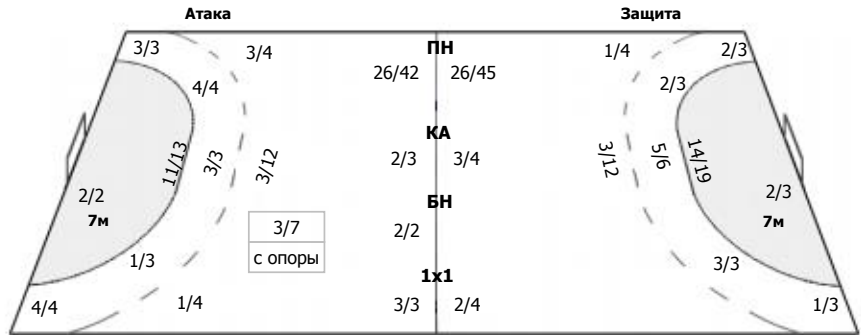 Атака Защита
3/3 3/4 ПН 1/4 2/3
26/42 26/45
4/4 2/3
КА
11/13 3/3 3/12 2/3 3/4 3/12 5/6 14/19
2/2 2/3
7м БН 7м
3/7 2/2
с опоры
1/3 3/3
1x1
4/4 1/4 3/3 2/4 1/3